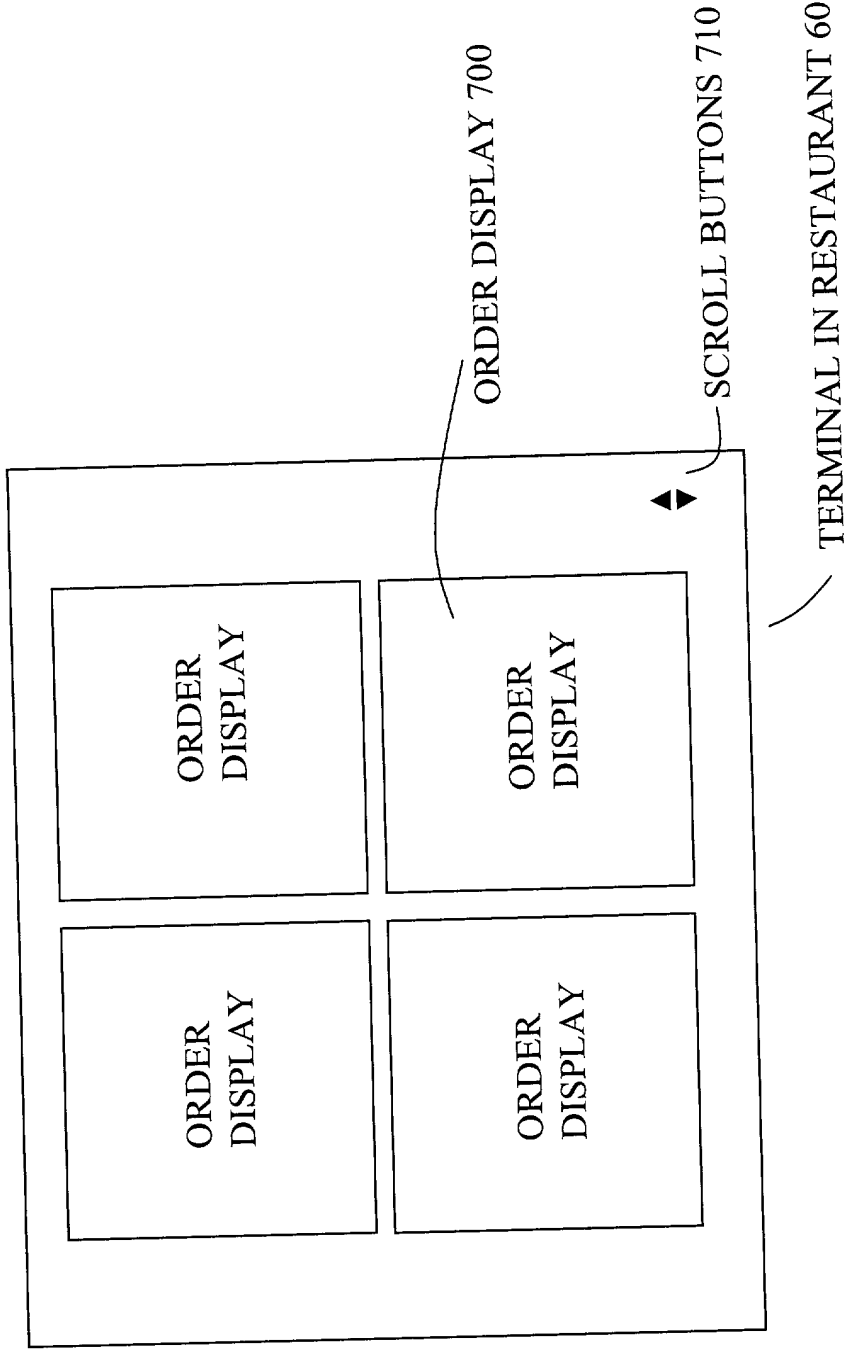 ORDER
DISPLAY
ORDER
DISPLAY
ORDER
DISPLAY
ORDER
DISPLAY
ORDER DISPLAY 700
SCROLL BUTTONS 710
TERMINAL IN RESTAURANT 60